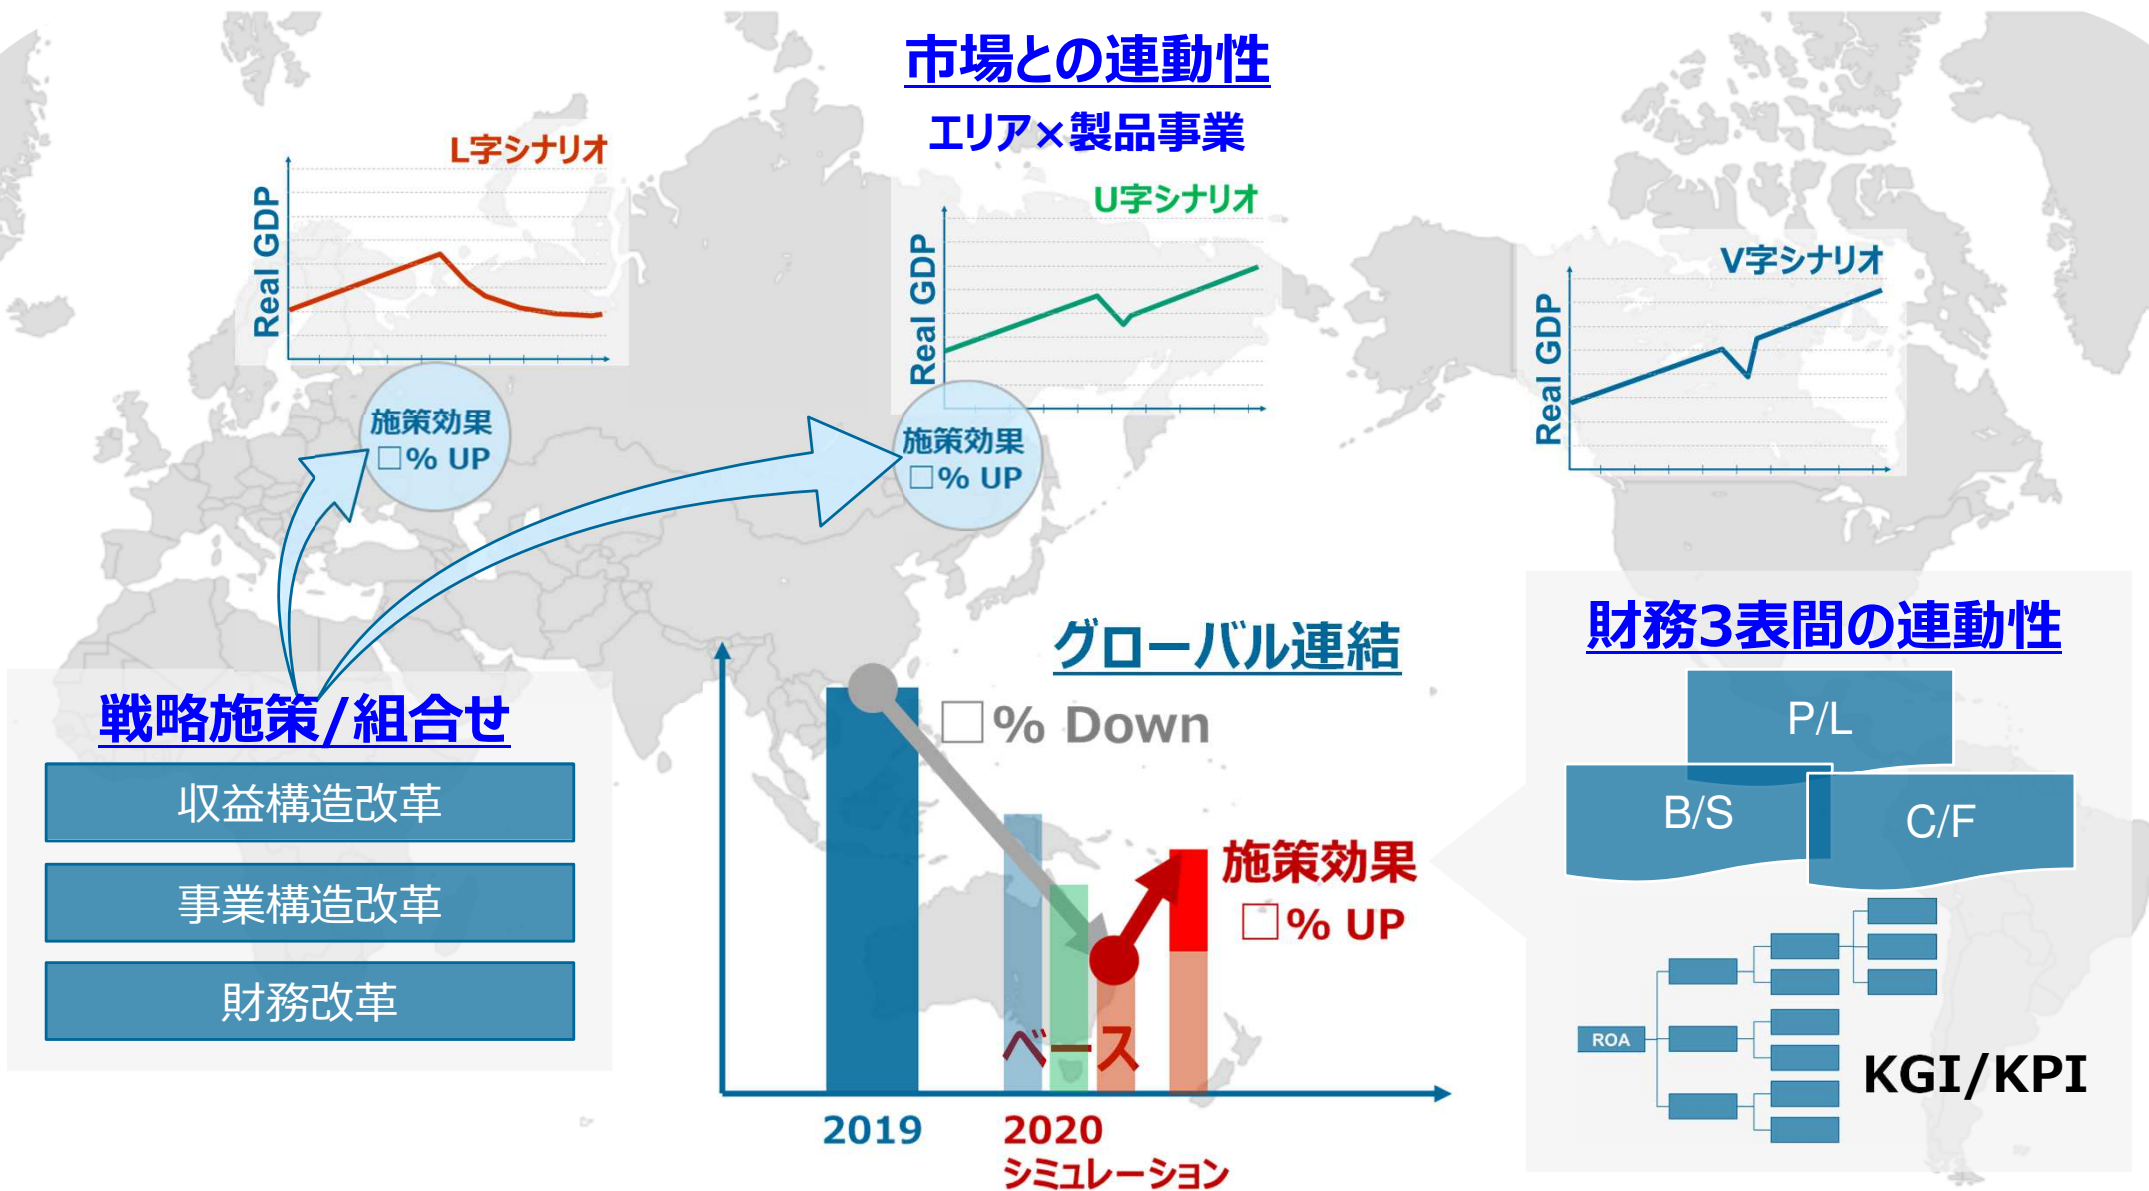 市場との連動性
エリア×製品事業
L字シナリオ
Real GDP
施策効果
□% UP
U字シナリオ
Real GDP
施策効果
□% UP
V字シナリオ
Real GDP
戦略施策/組合せ
収益構造改革
事業構造改革
財務改革
グローバル連結
□% Down
施策効果
□% UP
ベース
2019
2020
シミュレーション
財務3表間の連動性
P/L
B/S
C/F
ROA
KGI/KPI